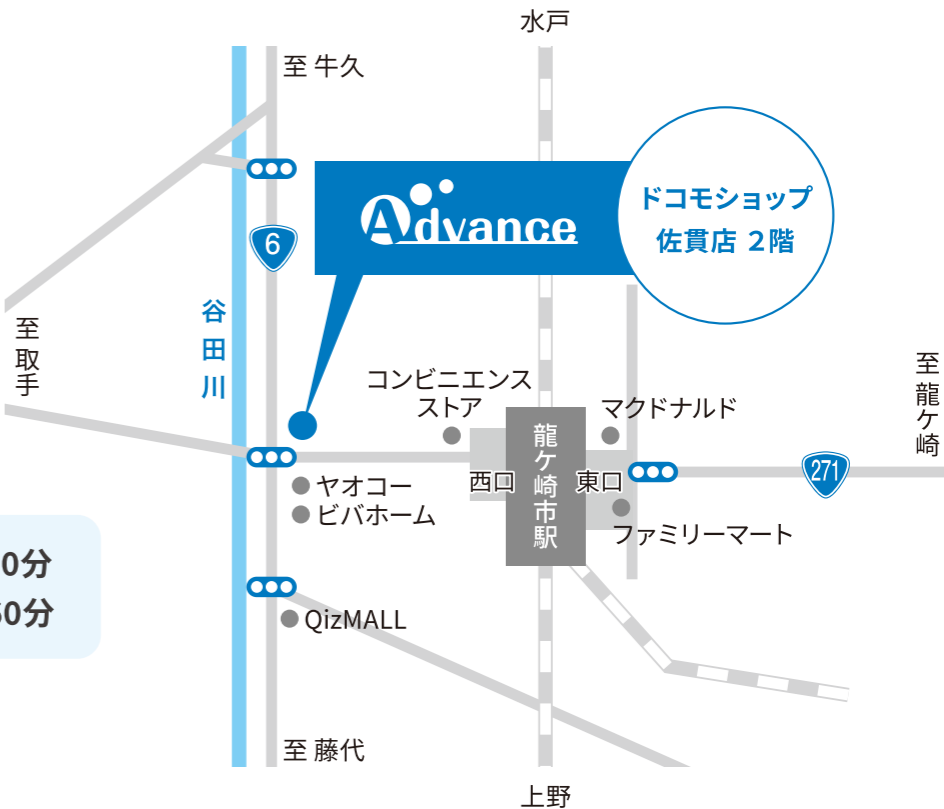 水戸
至 牛久
Advance
ドコモショップ
佐貫店 2階
6
谷田川
至 取手
コンビニエンス
ストア
マクドナルド
至 龍ケ崎
龍ケ崎市駅
西口
東口
271
ヤオコー
ビバホーム
ファミリーマート
0分
0分
QizMALL
至 藤代
上野